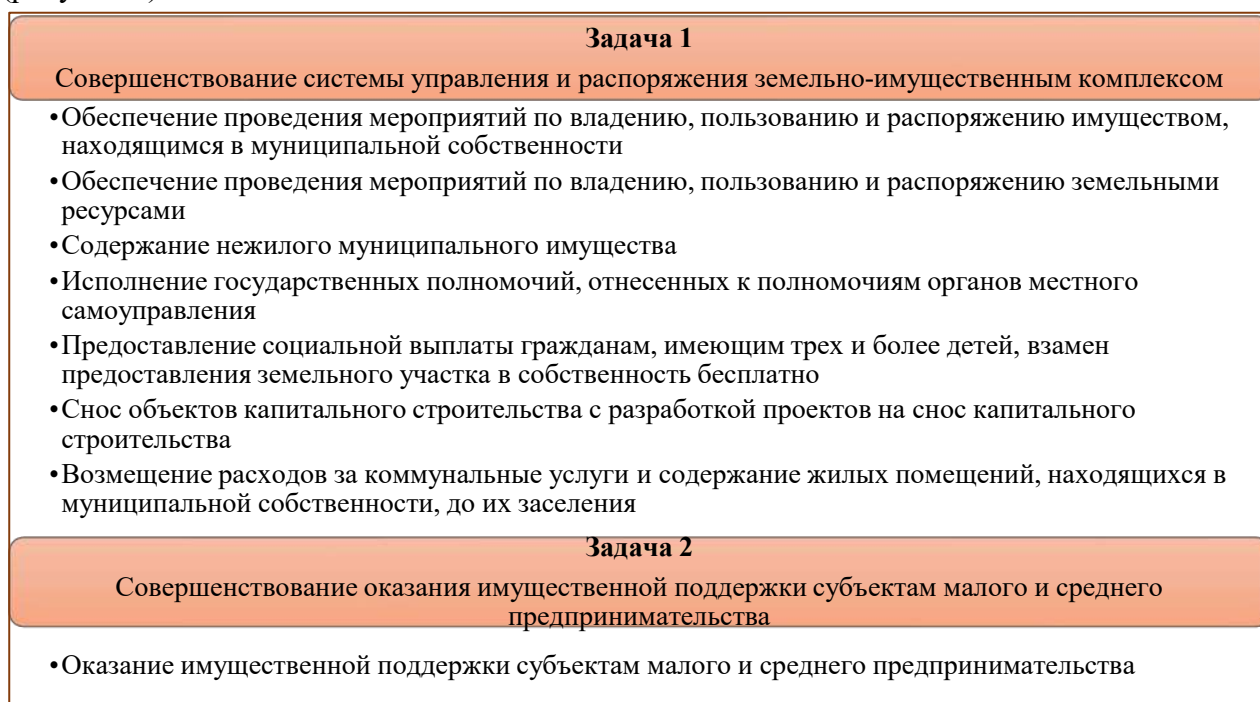 Задача 1
Совершенствование системы управления и распоряжения земельно-имущественным комплексом
•Обеспечение проведения мероприятий по владению, пользованию и распоряжению имуществом,
находящимся в муниципальной собственности
•Обеспечение проведения мероприятий по владению, пользованию и распоряжению земельными
ресурсами
•Содержание нежилого муниципального имущества
•Исполнение государственных полномочий, отнесенных к полномочиям органов местного
самоуправления
•Предоставление социальной выплаты гражданам, имеющим трех и более детей, взамен
предоставления земельного участка в собственность бесплатно
•Снос объектов капитального строительства с разработкой проектов на снос капитального
строительства
•Возмещение расходов за коммунальные услуги и содержание жилых помещений, находящихся в
муниципальной собственности, до их заселения
Задача 2
Совершенствование оказания имущественной поддержки субъектам малого и среднего
предпринимательства
•Оказание имущественной поддержки субъектам малого и среднего предпринимательства